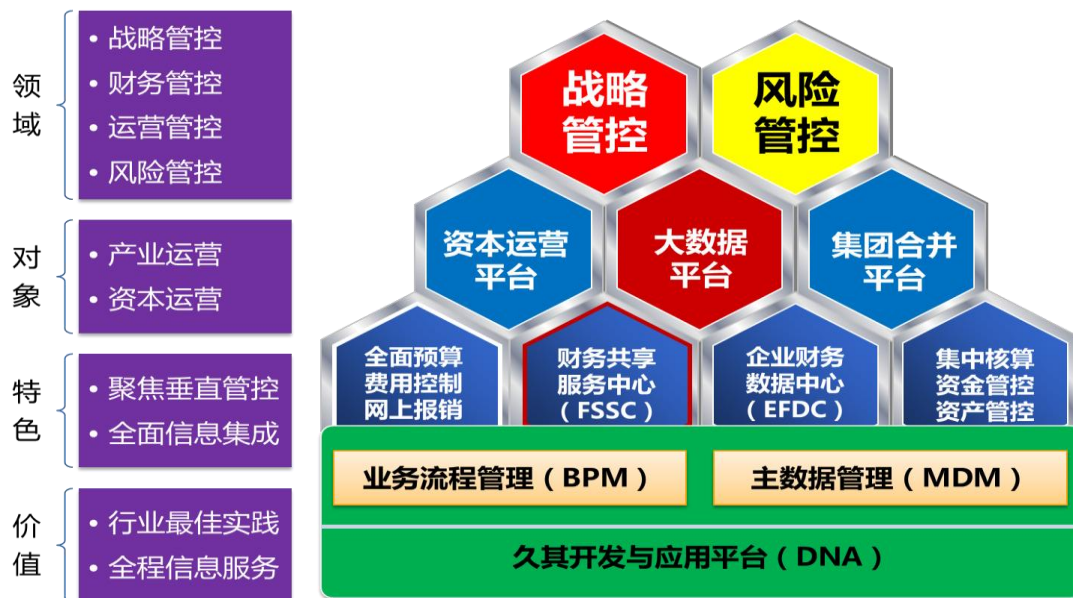 领
域
• 战略管控
• 财务管控
• 运营管控
• 风险管控
对
象
• 产业运营
• 资本运营
特
色
• 聚焦垂直管控
• 全面信息集成
价
值
• 行业最佳实践
• 全程信息服务
战略
管控
风险
管控
资本运营
平台
大数据
平台
集团合并
平台
全面预算
费用控制
网上报销
财务共享
服务中心
（FSSC）
企业财务
数据中心
（EFDC）
集中核算
资金管控
资产管控
业务流程管理（BPM）
主数据管理（MDM）
久其开发与应用平台（DNA）